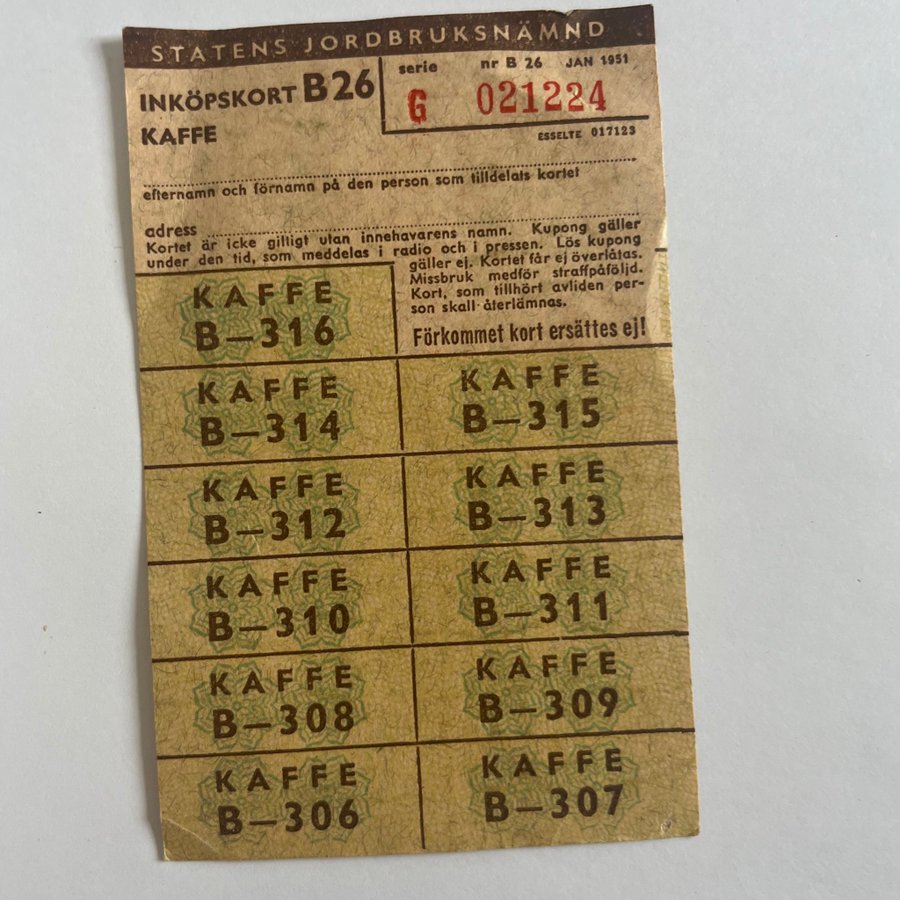 STATENS JORDBRUKSNÄMND
INKÖPSKORT B 26
KAFFE
serie nr B 26 JAN 1951
G 021224
ESSELTE 017123
efternamn och förnamn på den person som tilldelats kortet
adress
Kortet är icke gilligt utan innehavarens namn. Kupong gäller
under den tid, som meddelas i radio och i pressen. Lös kupong
gäller ej. Kortet får ej överlåtas.
Missbruk medför straffpåföljd.
Kort, som tillhört avliden per-
son skall återlämnas.
Förkommet kort ersättes ej!
KAFFE
B—316
KAFFE
B—314
KAFFE
B—315
KAFFE
B—312
KAFFE
B—313
KAFFE
B—310
KAFFE
B—311
KAFFE
B—308
KAFFE
B—309
KAFFE
B—306
KAFFE
B—307